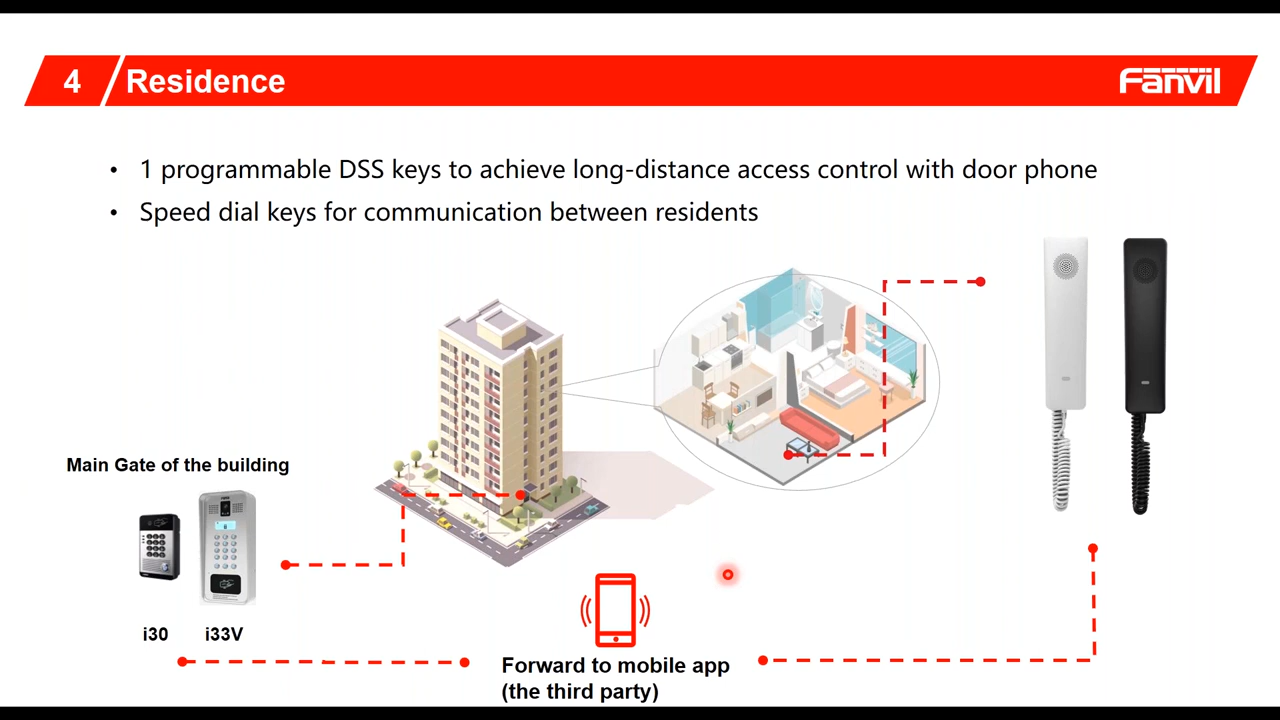 4 Residence
Fanvil
• 1 programmable DSS keys to achieve long-distance access control with door phone
• Speed dial keys for communication between residents
Main Gate of the building
i30 i33V
Forward to mobile app
(the third party)